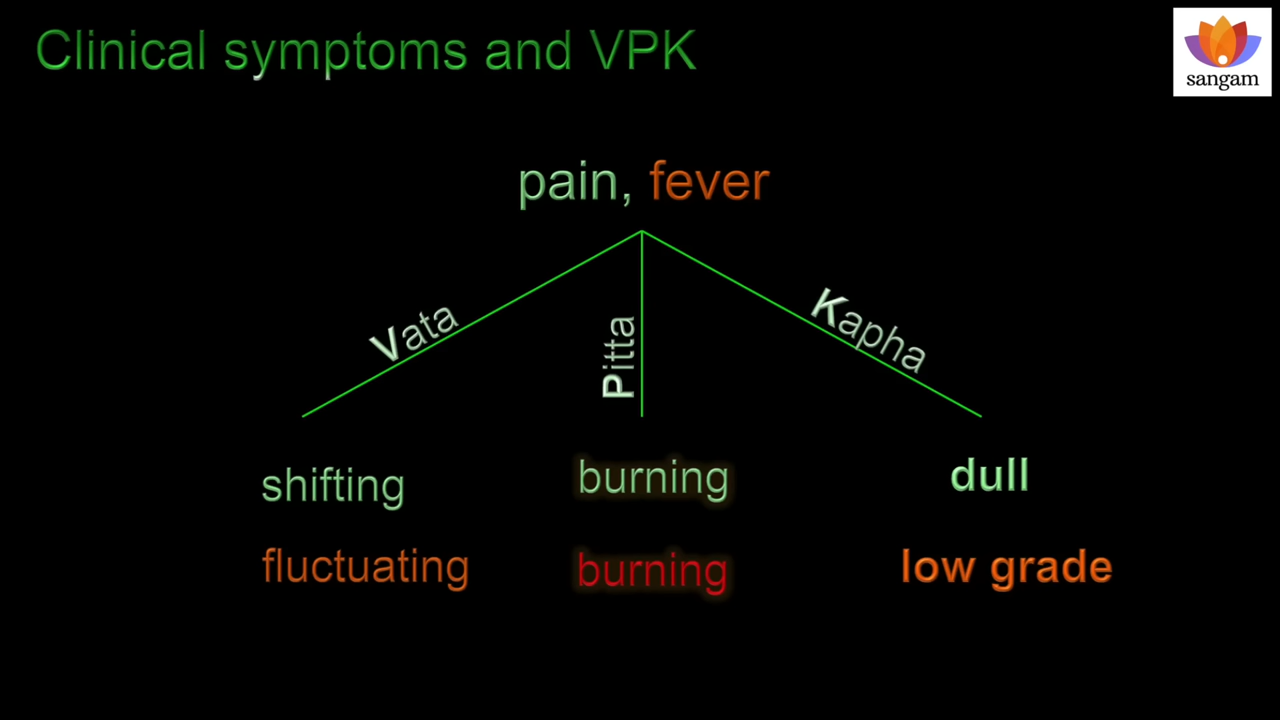 Clinical symptoms and VPK
sangam
pain, fever
Vata
Pitta
Kapha
shifting
burning
dull
fluctuating
burning
low grade